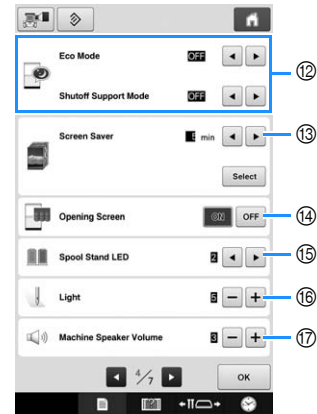 Eco Mode OFF
⑫
Shutoff Support Mode OFF
Screen Saver 5 min
⑬
Select
Opening Screen ON OFF ⑭
Spool Stand LED 2 ⑮
Light 5 − + ⑯
Machine Speaker Volume 3 − + ⑰
4/7 OK